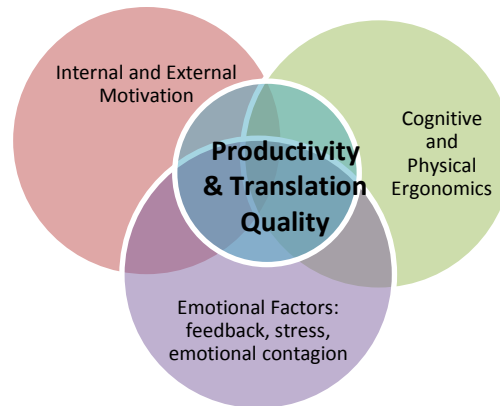 Internal and External
Motivation
Cognitive
and
Physical
Ergonomics
Productivity
& Translation
Quality
Emotional Factors:
feedback, stress,
emotional contagion